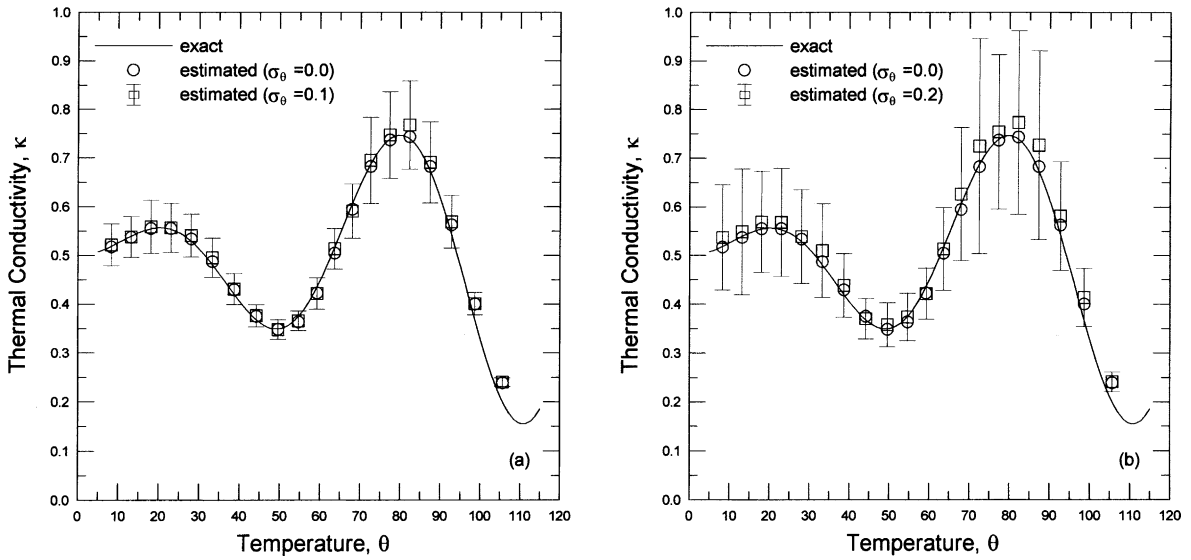 1.0
0.9
0.8
0.7
0.6
0.5
0.4
0.3
0.2
0.1
0.0
Thermal Conductivity, κ
exact
estimated (σθ =0.0)
estimated (σθ =0.1)
(a)
0 10 20 30 40 50 60 70 80 90 100 110 120
Temperature, θ
1.0
0.9
0.8
0.7
0.6
0.5
0.4
0.3
0.2
0.1
0.0
Thermal Conductivity, κ
exact
estimated (σθ =0.0)
estimated (σθ =0.2)
(b)
0 10 20 30 40 50 60 70 80 90 100 110 120
Temperature, θ